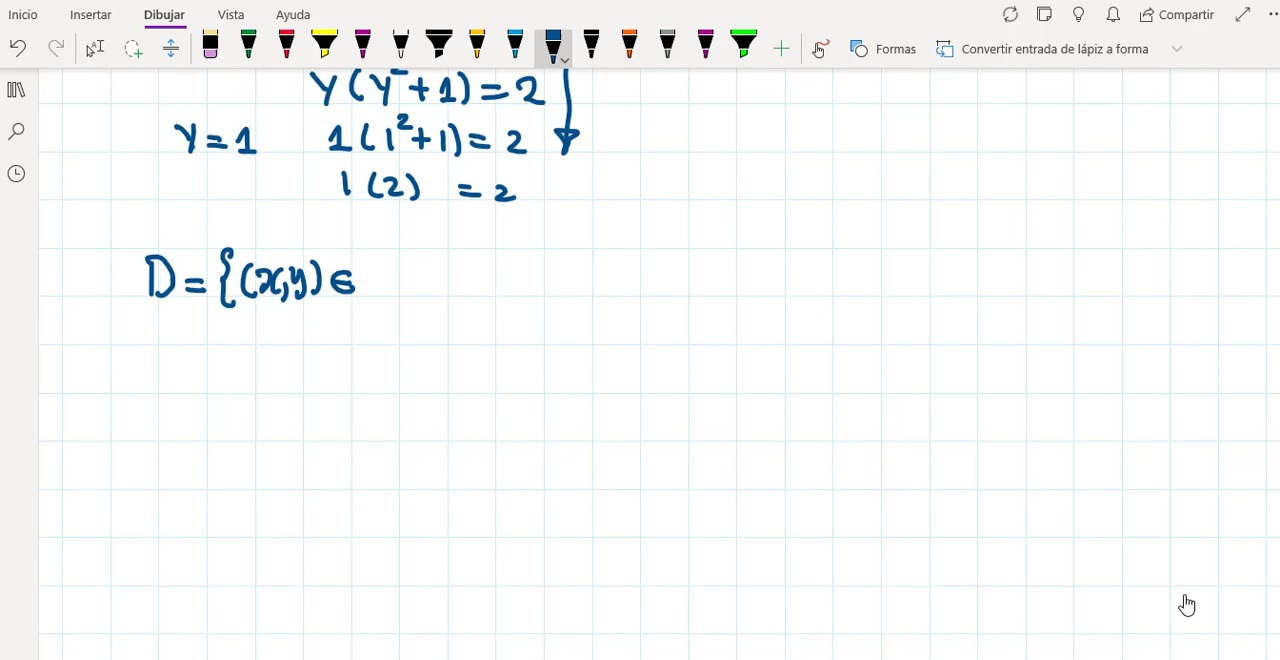 Inicio Insertar Dibujar Vista Ayuda Compartir
Formas Convertir entrada de lápiz a forma
y(y²+1)=2
y=1 1(1²+1)=2
1(2) =2
D={(x,y)∈